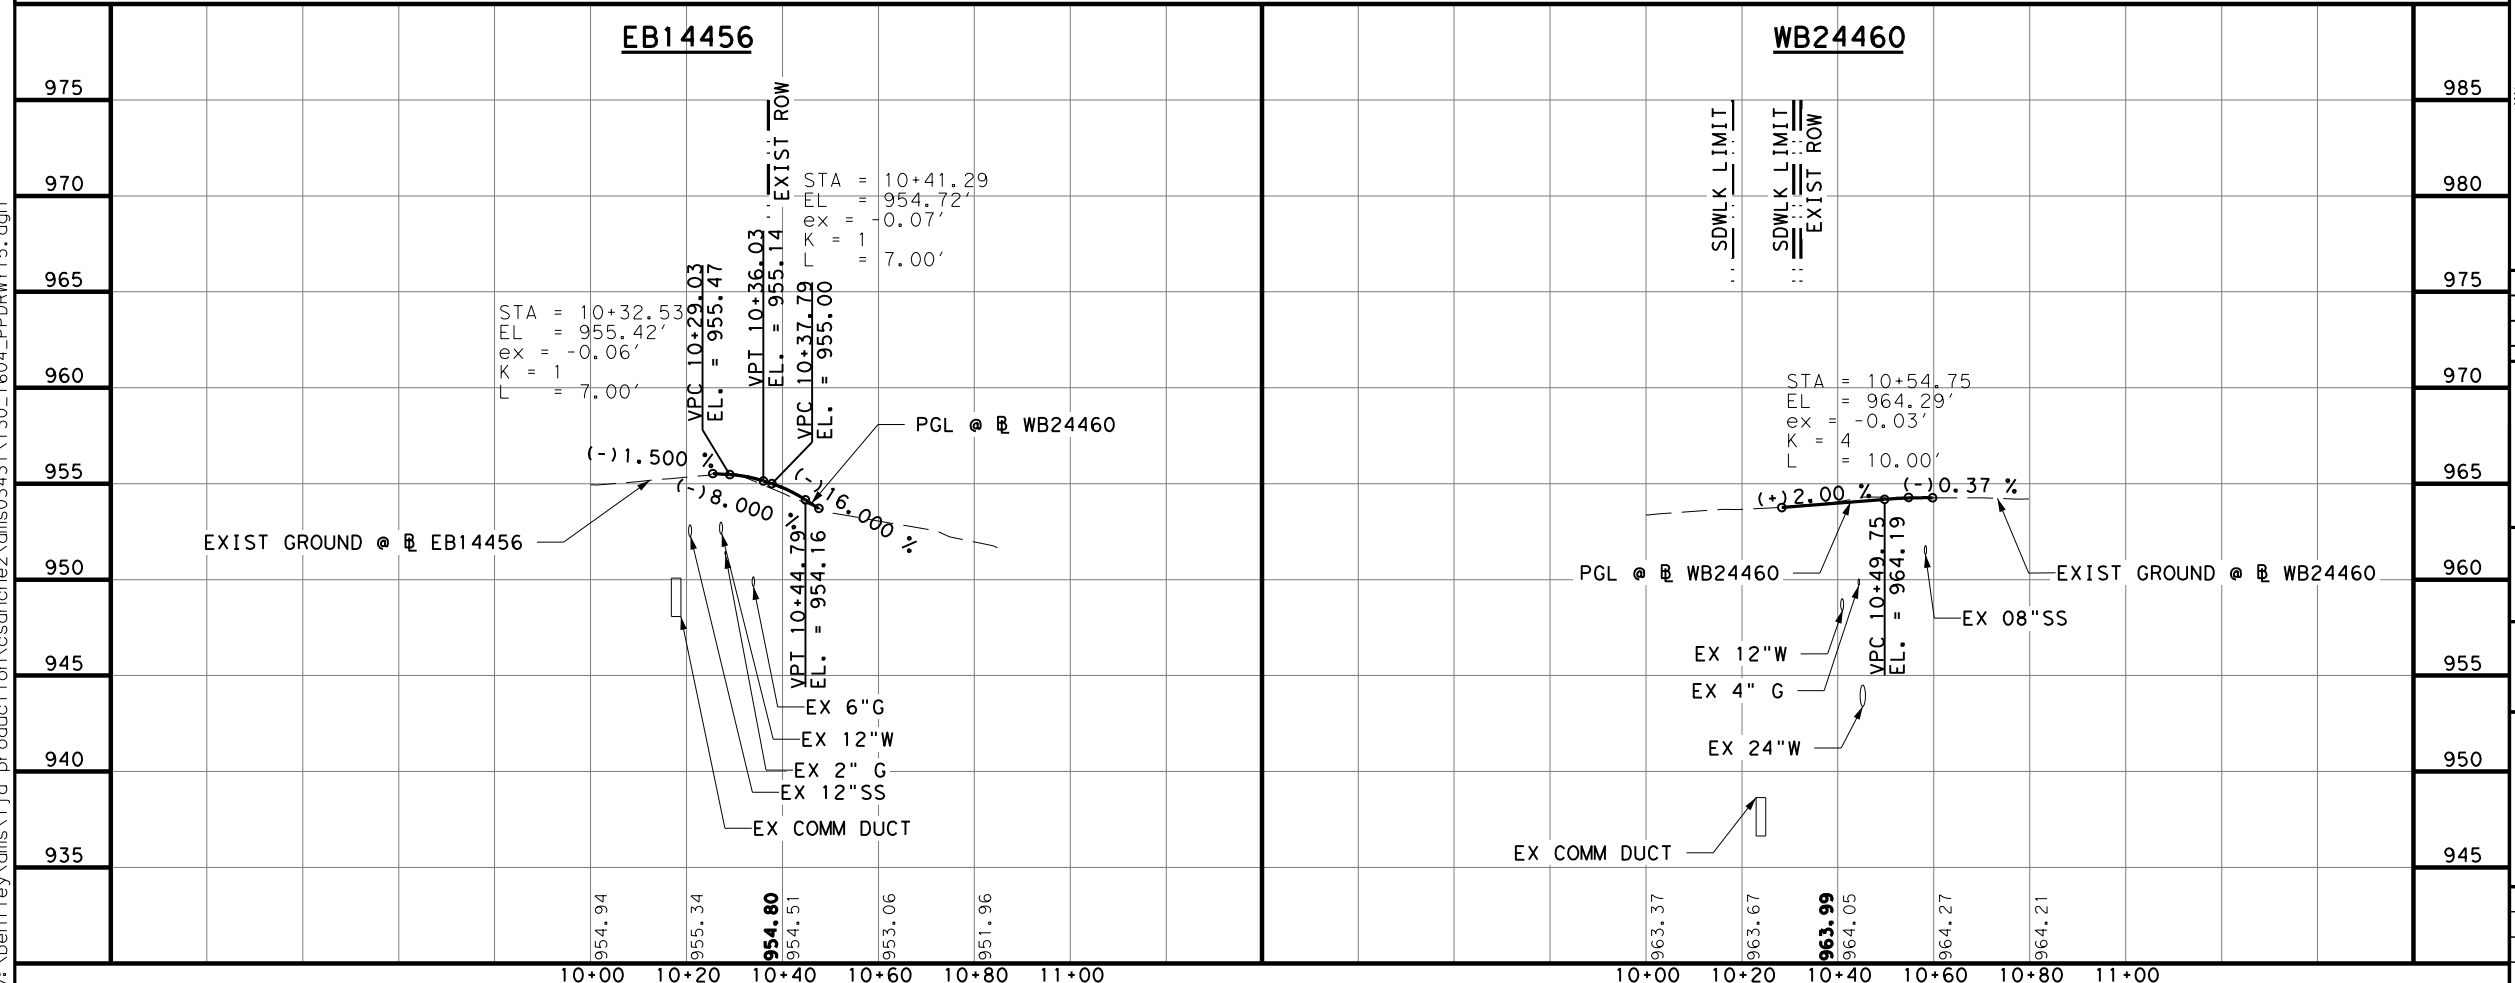 EB14456
975
970
965
960
955
950
945
940
935
EXIST ROW
STA = 10+41.29
EL = 954.72'
ex = -0.07'
K = 1
L = 7.00'
STA = 10+32.53
EL = 955.42'
ex = -0.06'
K = 1
L = 7.00'
VPC 10+29.03
EL. = 955.47
VPT 10+36.03
EL. = 955.14
VPC 10+37.79
EL. = 955.00
PGL @ BL WB24460
(-)1.500 %
(-)8.000 %
(-)16.000 %
EXIST GROUND @ BL EB14456
VPT 10+44.79
EL. = 954.16
EX 6"G
EX 12"W
EX 2" G
EX 12"SS
EX COMM DUCT
954.94
955.34
954.80
954.51
953.06
951.96
10+00 10+20 10+40 10+60 10+80 11+00
WB24460
985
980
975
970
965
960
955
950
945
SDWLK LIMIT
SDWLK LIMIT
EXIST ROW
STA = 10+54.75
EL = 964.29'
ex = -0.03'
K = 4
L = 10.00'
(+)2.00 %
(-)0.37 %
PGL @ BL WB24460
EXIST GROUND @ BL WB24460
VPC 10+49.75
EL. = 964.19
EX 08"SS
EX 12"W
EX 4" G
EX 24"W
EX COMM DUCT
963.37
963.67
963.99
964.05
964.27
964.21
10+00 10+20 10+40 10+60 10+80 11+00